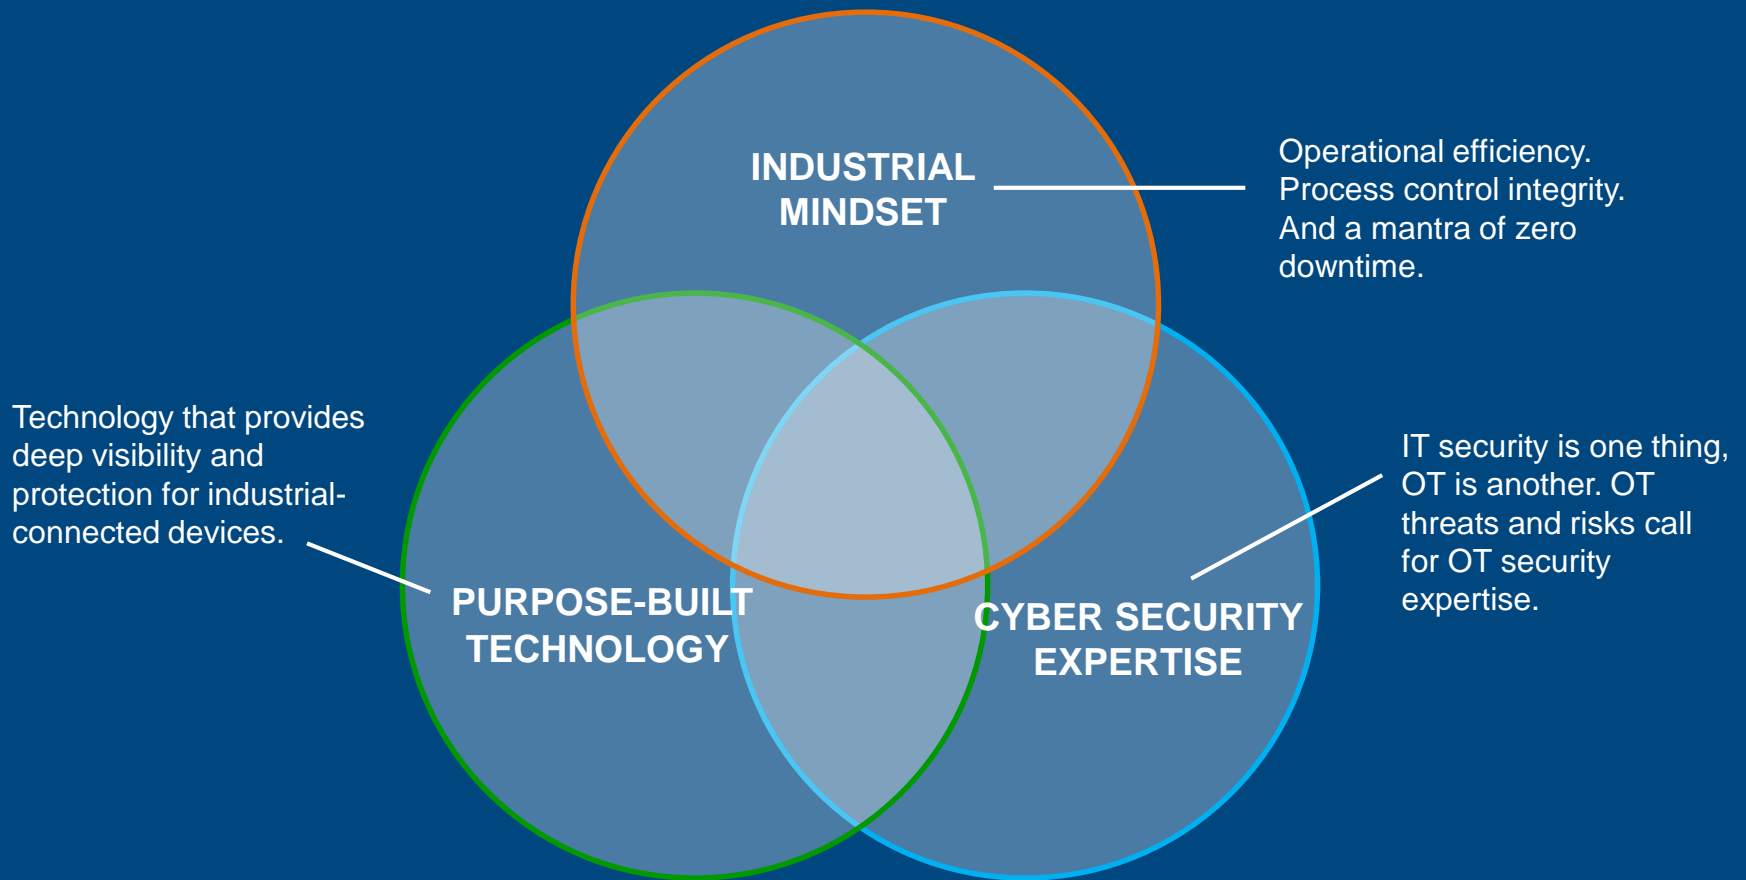 INDUSTRIAL
MINDSET
Operational efficiency.
Process control integrity.
And a mantra of zero
downtime.
Technology that provides
deep visibility and
protection for industrial-
connected devices.
PURPOSE-BUILT
TECHNOLOGY
IT security is one thing,
OT is another. OT
threats and risks call
for OT security
expertise.
CYBER SECURITY
EXPERTISE